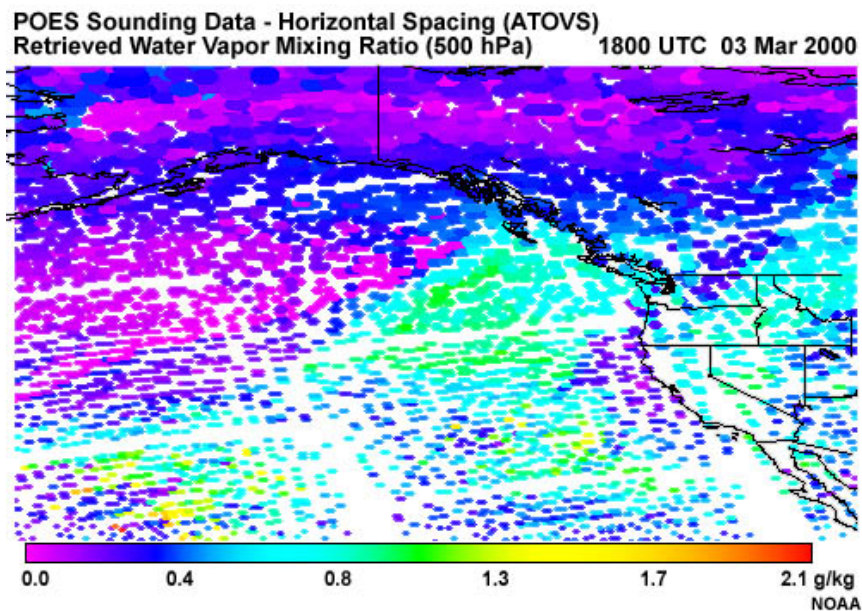 POES Sounding Data - Horizontal Spacing (ATOVS)
Retrieved Water Vapor Mixing Ratio (500 hPa) 1800 UTC 03 Mar 2000
0.0 0.4 0.8 1.3 1.7 2.1 g/kg
NOAA